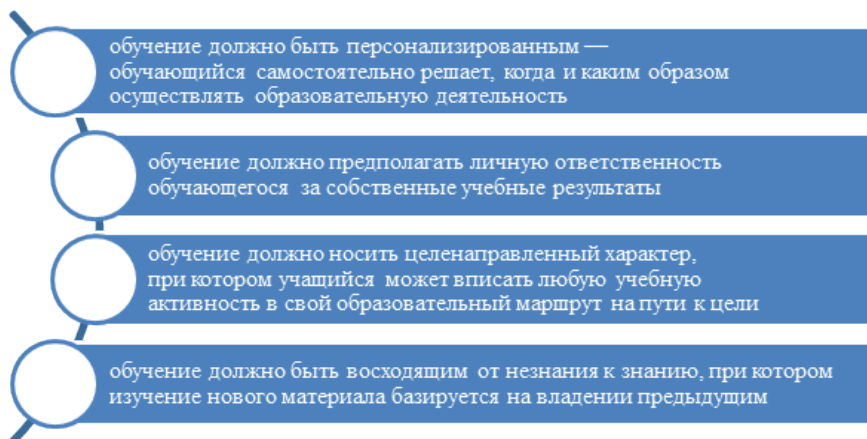 обучение должно быть персонализированным —
обучающийся самостоятельно решает, когда и каким образом
осуществлять образовательную деятельность
обучение должно предполагать личную ответственность
обучающегося за собственные учебные результаты
обучение должно носить целенаправленный характер,
при котором учащийся может вписать любую учебную
активность в свой образовательный маршрут на пути к цели
обучение должно быть восходящим от незнания к знанию, при котором
изучение нового материала базируется на владении предыдущим